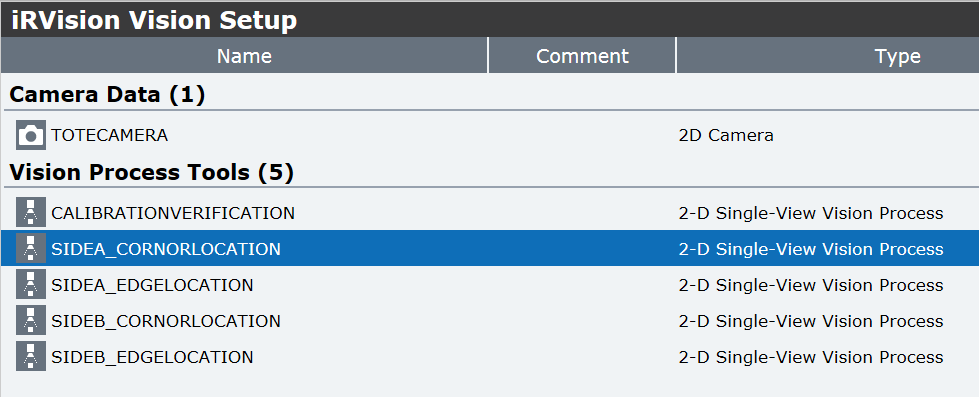 iRVision Vision Setup
Name Comment Type
Camera Data (1)
TOTECAMERA 2D Camera
Vision Process Tools (5)
CALIBRATIONVERIFICATION 2-D Single-View Vision Process
SIDEA_CORNORLOCATION 2-D Single-View Vision Process
SIDEA_EDGELOCATION 2-D Single-View Vision Process
SIDEB_CORNORLOCATION 2-D Single-View Vision Process
SIDEB_EDGELOCATION 2-D Single-View Vision Process